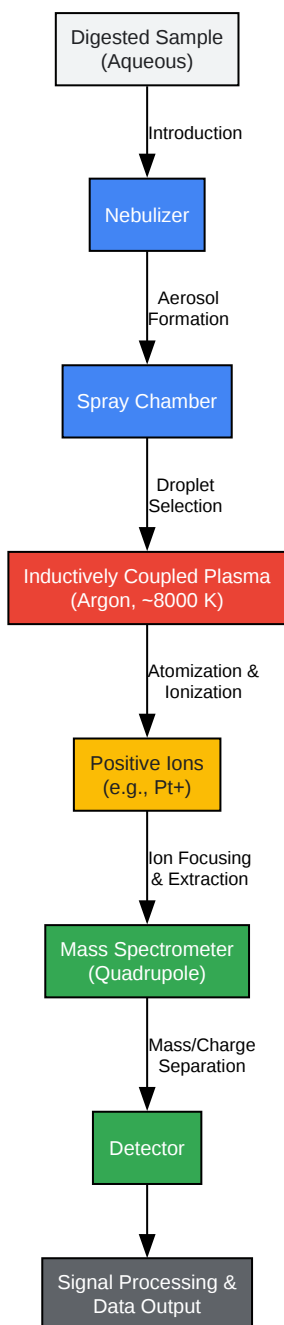 Digested Sample
(Aqueous)
Introduction
Nebulizer
Aerosol
Formation
Spray Chamber
Droplet
Selection
Inductively Coupled Plasma
(Argon, ~8000 K)
Atomization &
Ionization
Positive Ions
(e.g., Pt+)
Ion Focusing
& Extraction
Mass Spectrometer
(Quadrupole)
Mass/Charge
Separation
Detector
Signal Processing &
Data Output